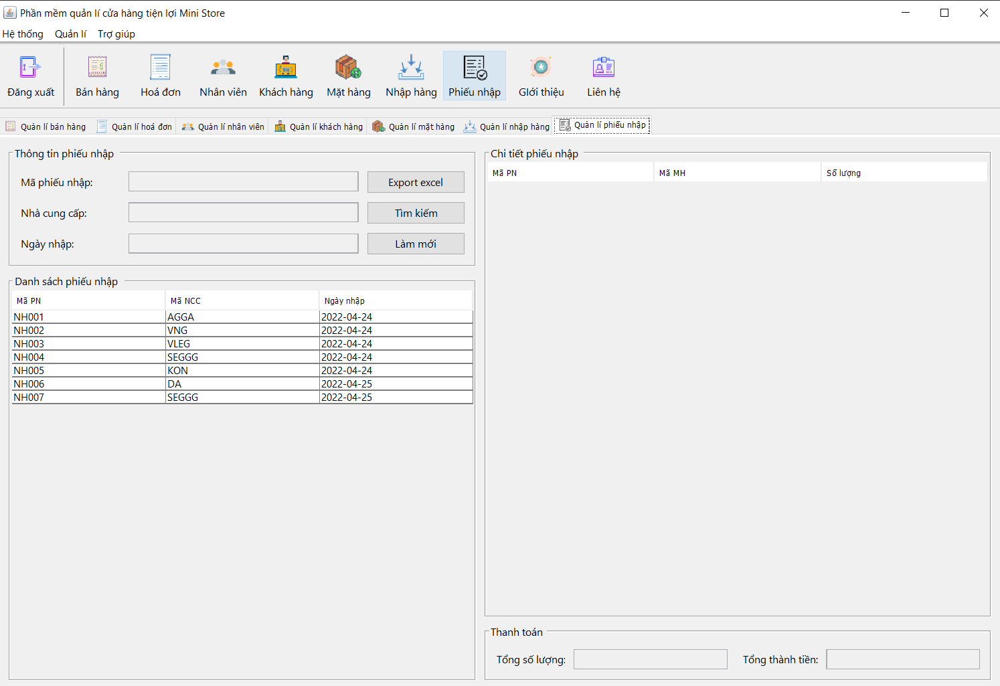 Phần mềm quản lí cửa hàng tiện lợi Mini Store
Hệ thống Quản lí Trợ giúp
Đăng xuất Bán hàng Hoá đơn Nhân viên Khách hàng Mặt hàng Nhập hàng Phiếu nhập GIới thiệu Liên hệ
Quản lí bán hàng Quản lí hoá đơn Quản lí nhân viên Quản lí khách hàng Quản lí mặt hàng Quản lí nhập hàng Quản lí phiếu nhập
Thông tin phiếu nhập
Mã phiếu nhập: Export excel
Nhà cung cấp: Tìm kiếm
Ngày nhập: Làm mới
Danh sách phiếu nhập
Mã PN Mã NCC Ngày nhập
NH001 AGGA 2022-04-24
NH002 VNG 2022-04-24
NH003 VLEG 2022-04-24
NH004 SEGGG 2022-04-24
NH005 KON 2022-04-24
NH006 DA 2022-04-25
NH007 SEGGG 2022-04-25
Chi tiết phiếu nhập
Mã PN Mã MH Số lượng
Thanh toán
Tổng số lượng: Tổng thành tiền: